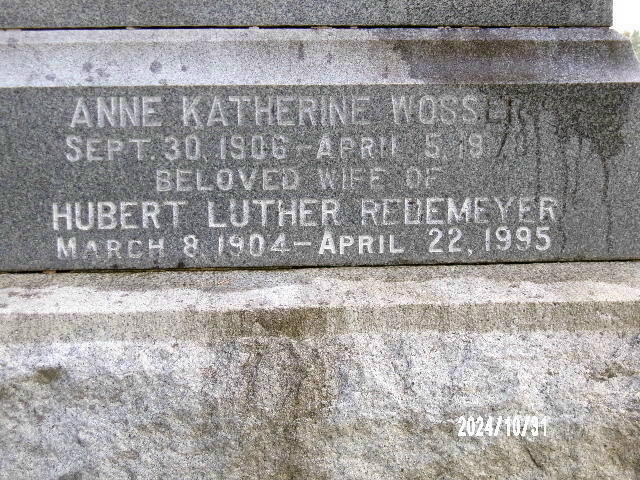 ANNE KATHERINE WOSSER
SEPT. 30, 1906 - APRIL 5,
BELOVED WIFE OF
HUBERT LUTHER REDEMEYER
MARCH 8, 1904 - APRIL 22, 1995
2024/10/31